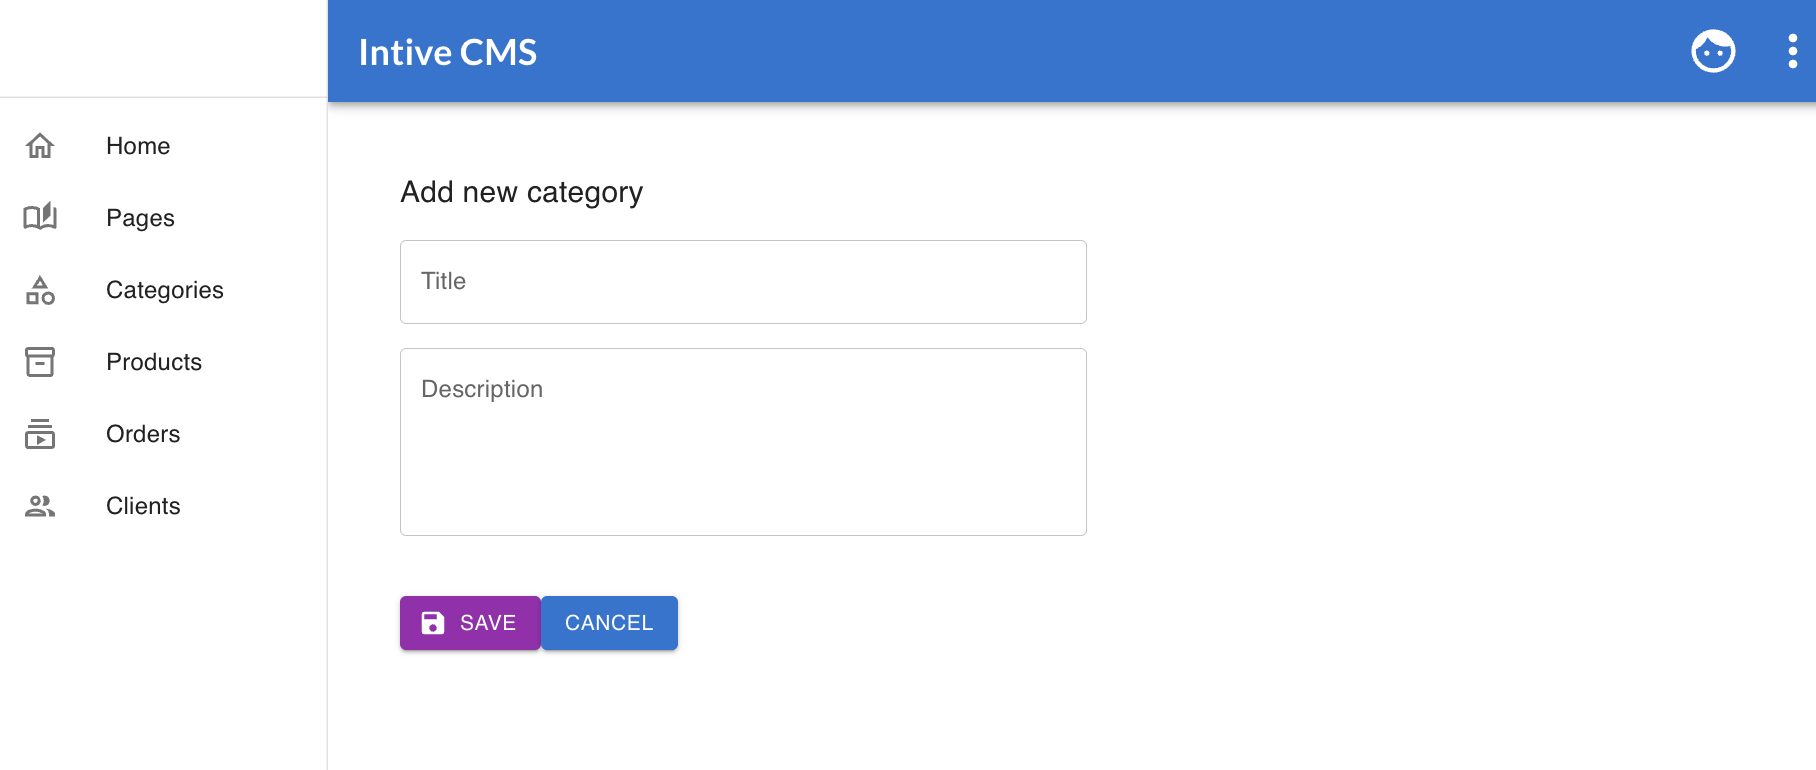 Intive CMS
Home
Pages
Categories
Products
Orders
Clients
Add new category
Title
Description
SAVE
CANCEL